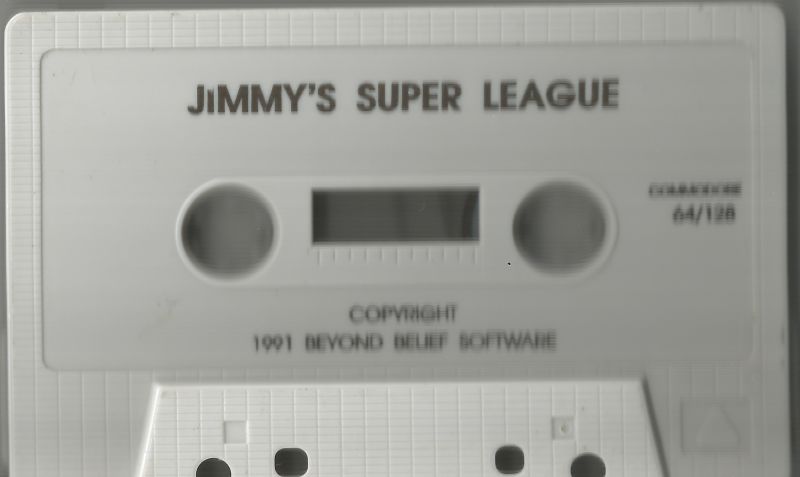 JIMMY'S SUPER LEAGUE
COMMODORE
64/128
COPYRIGHT
1991 BEYOND BELIEF SOFTWARE